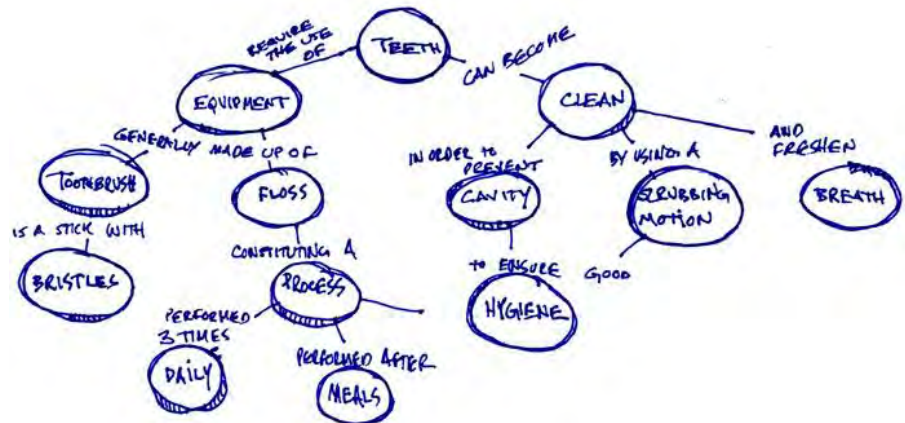 TEETH
REQUIRE
THE USE
OF
CAN BECOME
EQUIPMENT
CLEAN
GENERALLY
MADE UP OF
IN ORDER TO
PREVENT
BY USING A
AND
FRESHEN
TOOTHBRUSH
FLOSS
CAVITY
SCRUBBING
MOTION
BREATH
IS A STICK WITH
BRISTLES
CONSTITUTING A
PROCESS
TO ENSURE
GOOD
HYGIENE
PERFORMED
3 TIMES
DAILY
PERFORMED AFTER
MEALS